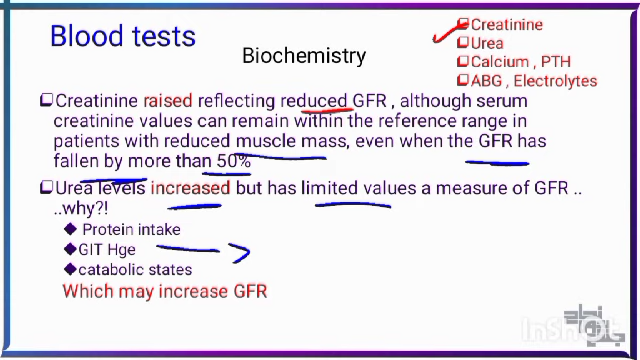 Blood tests
Biochemistry
❑Creatinine
❑Urea
❑Calcium , PTH
❑ABG , Electrolytes
❑Creatinine raised reflecting reduced GFR , although serum
creatinine values can remain within the reference range in
patients with reduced muscle mass, even when the GFR has
fallen by more than 50%
❑Urea levels increased but has limited values a measure of GFR ..
..why?!
◆ Protein intake
◆GIT Hge
◆catabolic states
Which may increase GFR
InShot